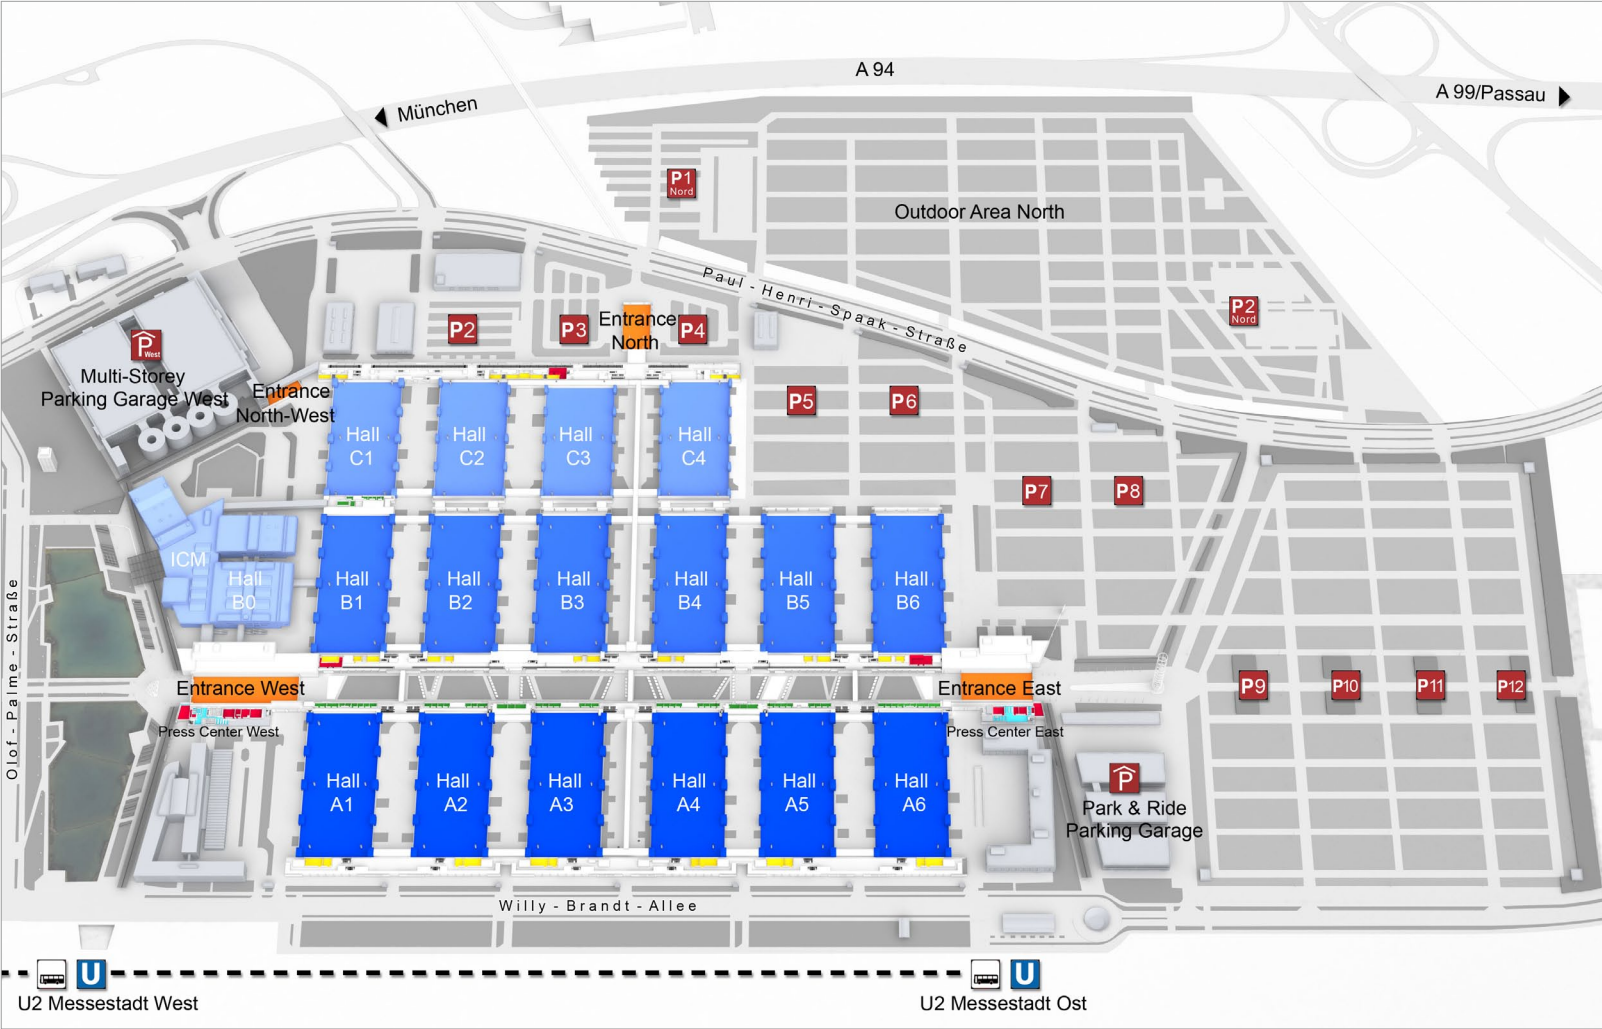 A 94
A 99/Passau
München
P1
Nord
Outdoor Area North
Paul-Henri-Spaak-Straße
P2
Nord
P
West
Multi-Storey
Parking Garage West
P2
P3
Entrance
North
P4
Entrance
North-West
P5
P6
Hall
C1
Hall
C2
Hall
C3
Hall
C4
P7
P8
ICM
Hall
B0
Hall
B1
Hall
B2
Hall
B3
Hall
B4
Hall
B5
Hall
B6
Olof-Palme-Straße
Entrance West
Entrance East
P9
P10
P11
P12
Press Center West
Press Center East
Hall
A1
Hall
A2
Hall
A3
Hall
A4
Hall
A5
Hall
A6
P
Park & Ride
Parking Garage
Willy-Brandt-Allee
U
U2 Messestadt West
U
U2 Messestadt Ost